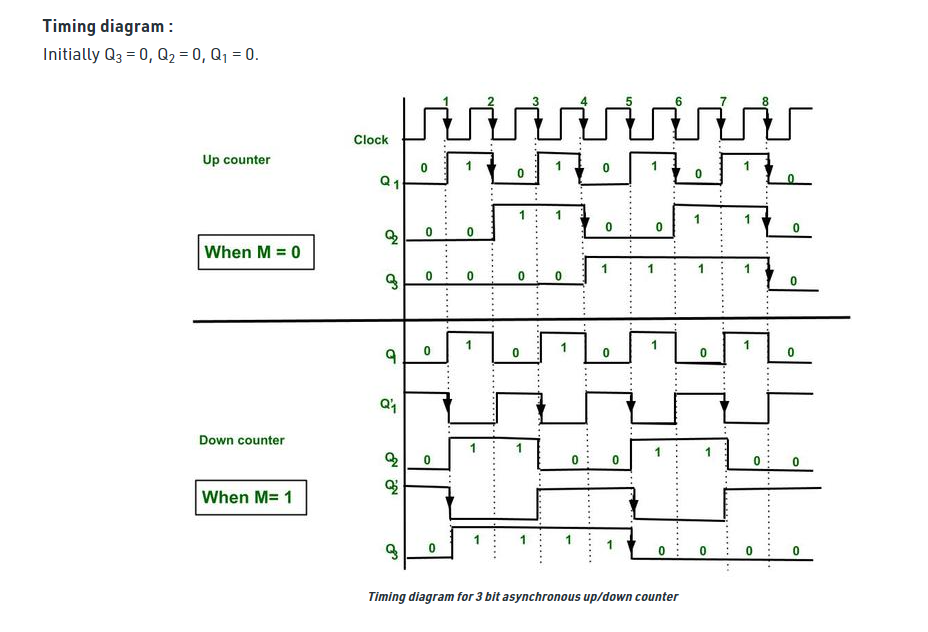 Timing diagram :
Initially Q3 = 0, Q2 = 0, Q1 = 0.
1 2 3 4 5 6 7 8
Clock
Up counter
Q1 0 1 0 1 0 1 0 1 0
Q2 0 0 1 1 0 0 1 1 0
When M = 0
Q3 0 0 0 0 1 1 1 1 0
Q1 0 1 0 1 0 1 0 1 0
Q'1
Down counter
Q2 0 1 1 0 0 1 1 0 0
Q'2
When M= 1
Q3 0 1 1 1 1 0 0 0 0
Timing diagram for 3 bit asynchronous up/down counter